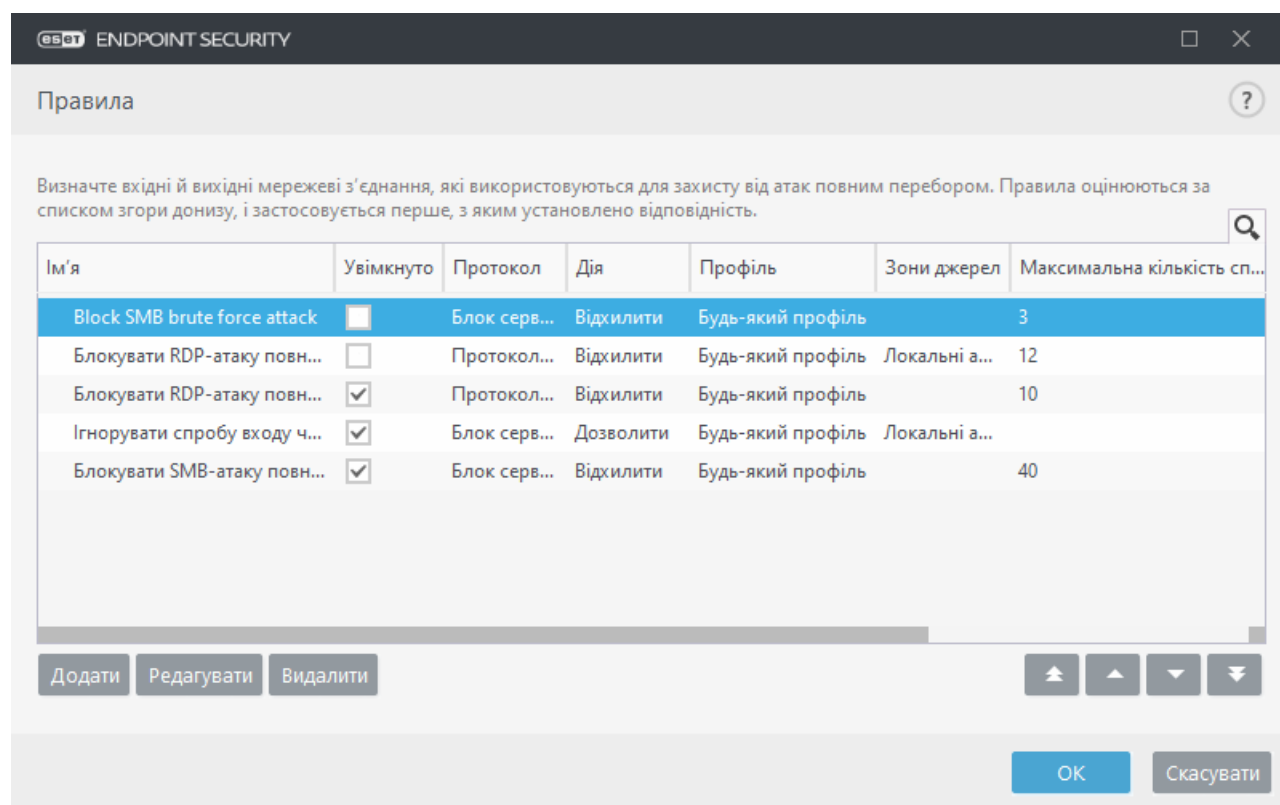 eset ENDPOINT SECURITY
Правила
?
Визначте вхідні й вихідні мережеві з’єднання, які використовуються для захисту від атак повним перебором. Правила оцінюються за
списком згори донизу, і застосовується перше, з яким установлено відповідність.
Ім’я Увімкнуто Протокол Дія Профіль Зони джерел Максимальна кількість сп...
Block SMB brute force attack Блок серв... Відхилити Будь-який профіль 3
Блокувати RDP-атаку повн... Протокол... Відхилити Будь-який профіль Локальні а... 12
Блокувати RDP-атаку повн... Протокол... Відхилити Будь-який профіль 10
Ігнорувати спробу входу ч... Блок серв... Дозволити Будь-який профіль Локальні а...
Блокувати SMB-атаку повн... Блок серв... Відхилити Будь-який профіль 40
Додати Редагувати Видалити
OK Скасувати